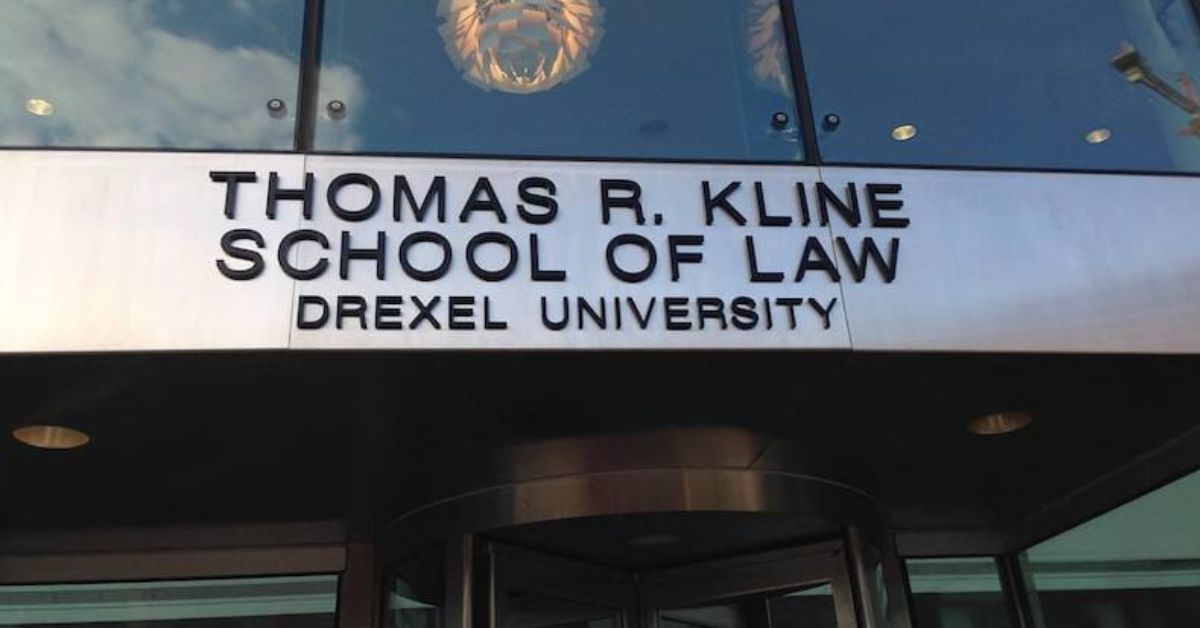 THOMAS R. KLINE
SCHOOL OF LAW
DREXEL UNIVERSITY